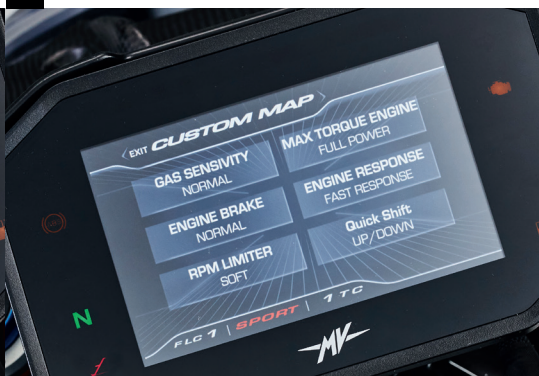 EXIT CUSTOM MAP
GAS SENSIVITY
NORMAL
MAX TORQUE ENGINE
FULL POWER
ENGINE BRAKE
NORMAL
ENGINE RESPONSE
FAST RESPONSE
RPM LIMITER
SOFT
Quick Shift
UP/DOWN
FLC 1 | SPORT | 1 TC
N
MV